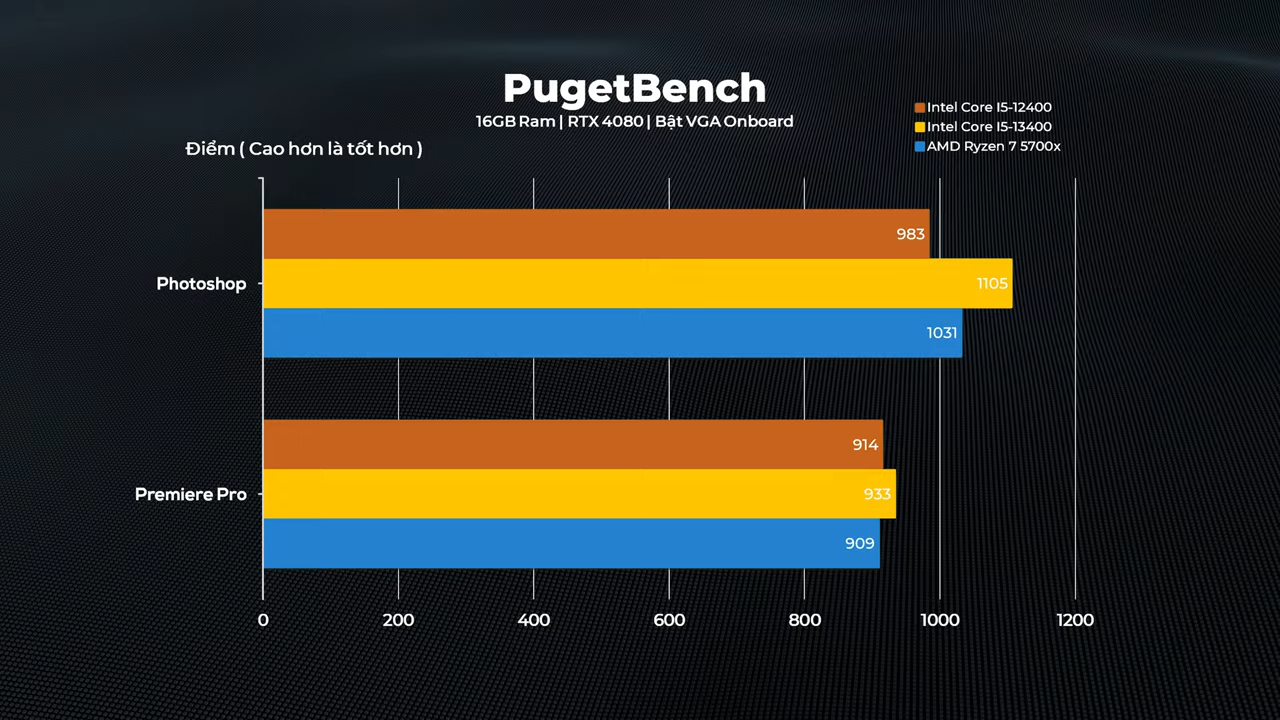 PugetBench
16GB Ram | RTX 4080 | Bật VGA Onboard
Intel Core I5-12400
Intel Core I5-13400
AMD Ryzen 7 5700x
Điểm ( Cao hơn là tốt hơn )
983
Photoshop
1105
1031
914
Premiere Pro
933
909
0 200 400 600 800 1000 1200